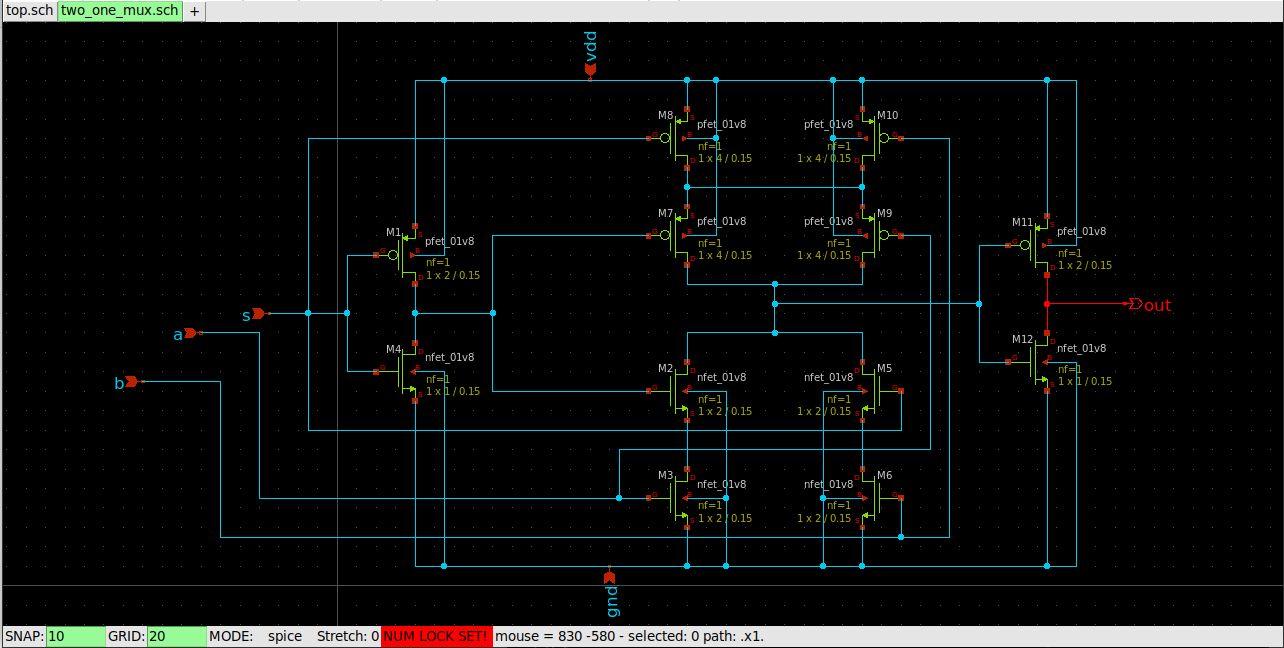 top.sch two_one_mux.sch +
vdd
M8
S
pfet_01v8
G
B
nf=1
1 x 4 / 0.15
D
M10
S
pfet_01v8
G
B
nf=1
1 x 4 / 0.15
D
M7
S
pfet_01v8
G
B
nf=1
1 x 4 / 0.15
D
M9
S
pfet_01v8
G
B
nf=1
1 x 4 / 0.15
D
M1
S
pfet_01v8
G
B
nf=1
1 x 2 / 0.15
D
M11
S
pfet_01v8
G
B
nf=1
1 x 2 / 0.15
D
s
a
b
out
M4
D
nfet_01v8
G
B
nf=1
1 x 1 / 0.15
S
M12
D
nfet_01v8
G
B
nf=1
1 x 1 / 0.15
S
M2
D
nfet_01v8
G
B
nf=1
1 x 2 / 0.15
S
M5
D
nfet_01v8
G
B
nf=1
1 x 2 / 0.15
S
M3
D
nfet_01v8
G
B
nf=1
1 x 2 / 0.15
S
M6
D
nfet_01v8
G
B
nf=1
1 x 2 / 0.15
S
gnd
SNAP: 10 GRID: 20 MODE: spice Stretch: 0 NUM LOCK SET! mouse = 830 -580 - selected: 0 path: .x1.